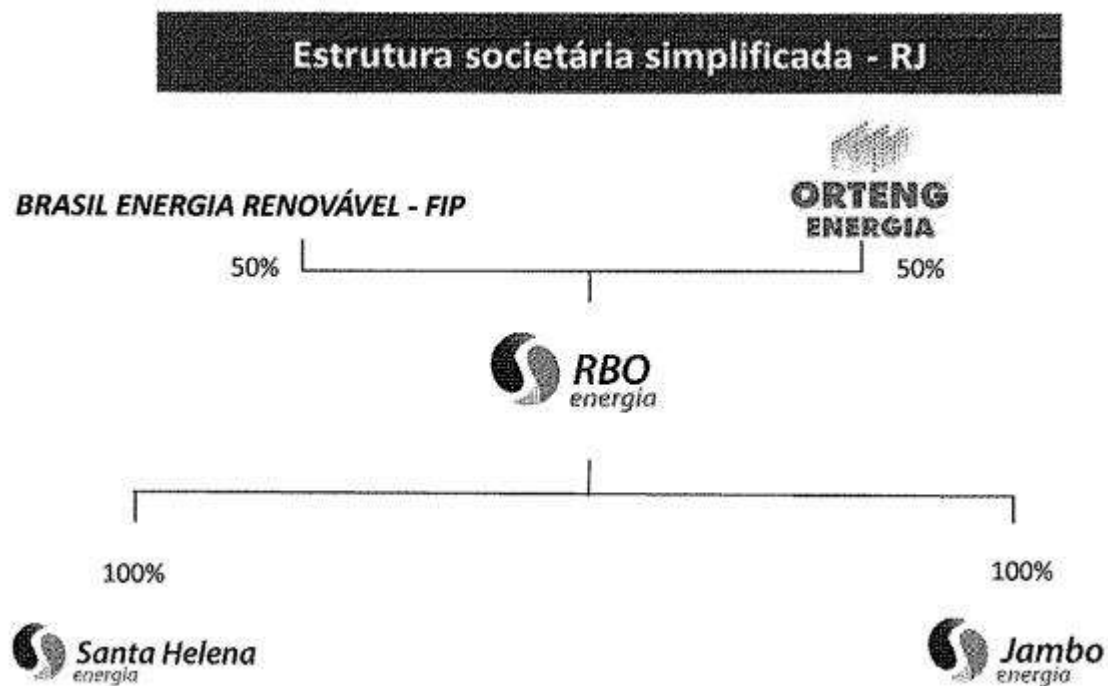 Estrutura societária simplificada - RJ
BRASIL ENERGIA RENOVÁVEL - FIP
ORTENG
ENERGIA
50%
50%
RBO
energia
100%
100%
Santa Helena
energia
Jambo
energia